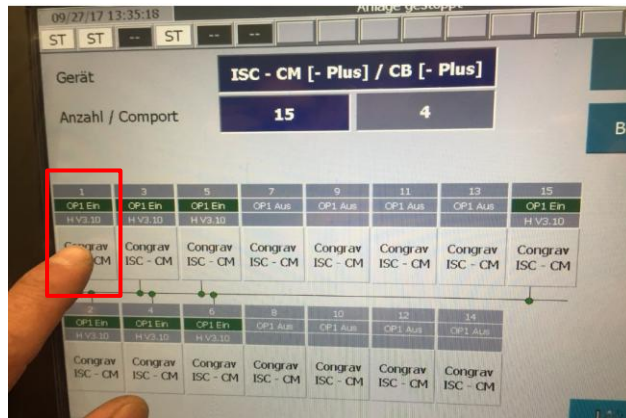 09/27/17 13:35:18 Anlage gestoppt
ST ST -- ST -- --
Gerät ISC - CM [- Plus] / CB [- Plus]
Anzahl / Comport 15 4
B
1 3 5 7 9 11 13 15
OP1 Ein OP1 Ein OP1 Ein OP1 Aus OP1 Aus OP1 Aus OP1 Aus OP1 Ein
H V3.10 H V3.10 H V3.10 H V3.10
Congrav Congrav Congrav Congrav Congrav Congrav Congrav Congrav
CM ISC - CM ISC - CM ISC - CM ISC - CM ISC - CM ISC - CM ISC - CM
2 4 6 8 10 12 14
OP1 Ein OP1 Ein OP1 Ein OP1 Aus OP1 Aus OP1 Aus OP1 Aus
H V3.10 H V3.10 H V3.10
Congrav Congrav Congrav Congrav Congrav Congrav Congrav
ISC - CM ISC - CM ISC - CM ISC - CM ISC - CM ISC - CM ISC - CM